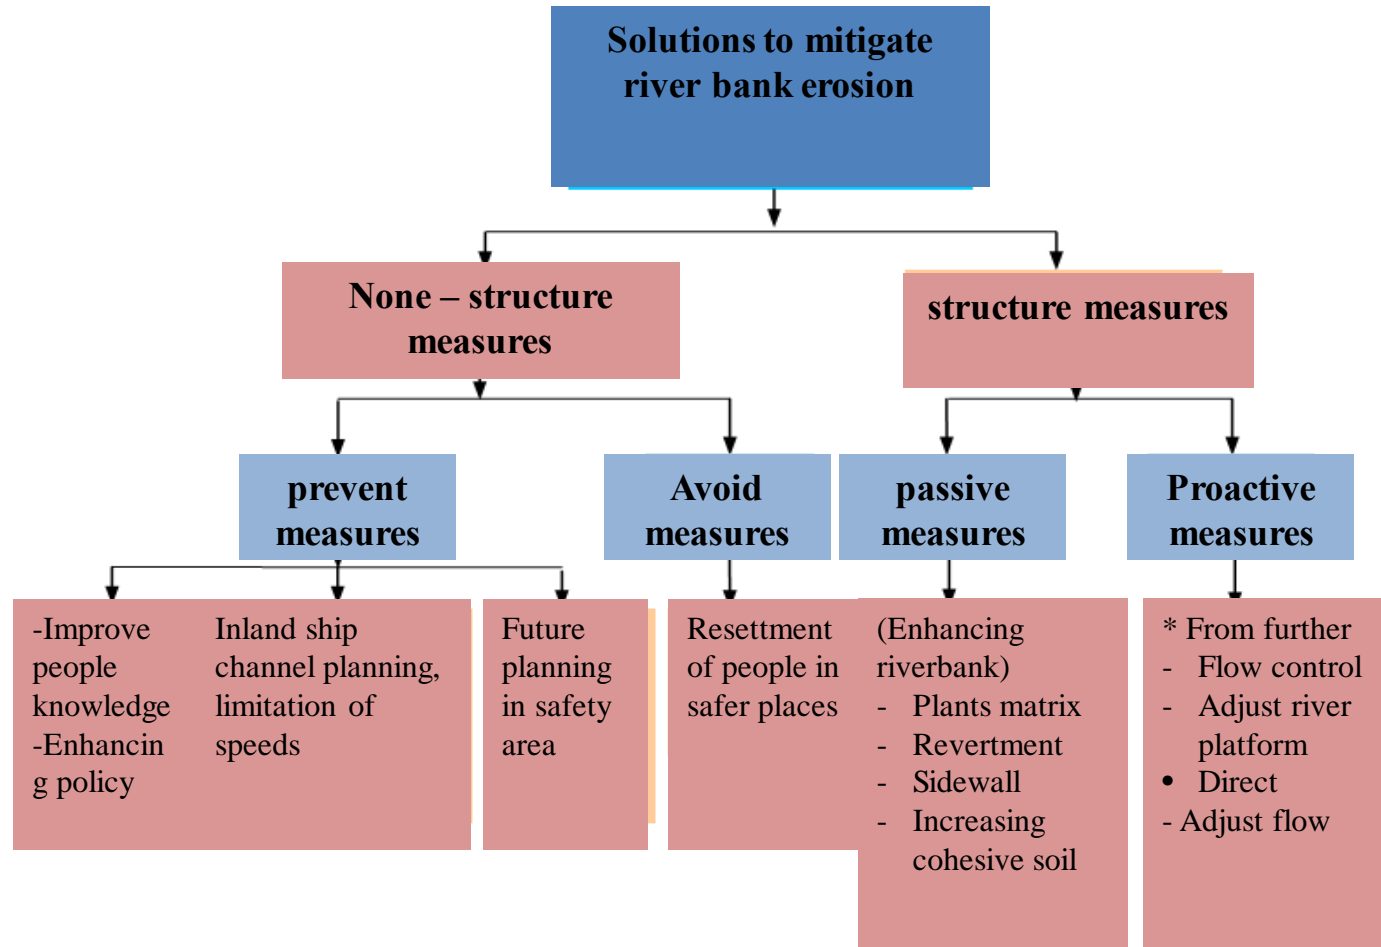 Solutions to mitigate
river bank erosion
None – structure
measures
structure measures
prevent
measures
Avoid
measures
passive
measures
Proactive
measures
-Improve
people
knowledge
-Enhancin
g policy
Inland ship
channel planning,
limitation of
speeds
Future
planning
in safety
area
Resettment
of people in
safer places
(Enhancing
riverbank)
- Plants matrix
- Revertment
- Sidewall
- Increasing
cohesive soil
* From further
- Flow control
- Adjust river
platform
• Direct
- Adjust flow